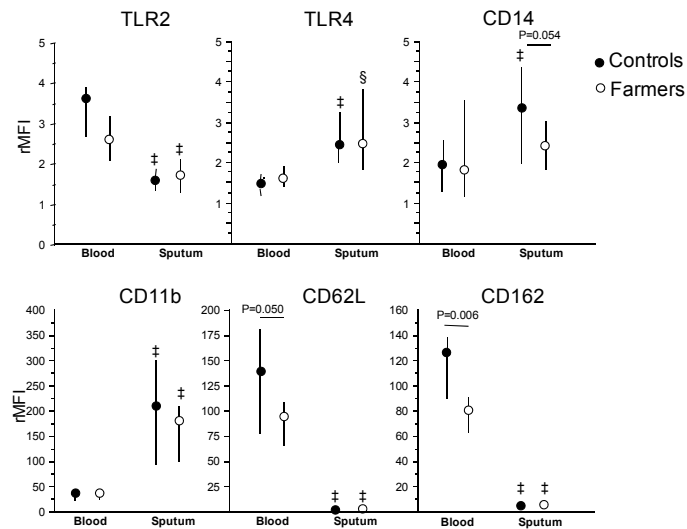 TLR2
TLR4
CD14
Controls
Farmers
rMFI
5
4
3
2
1
0
‡
‡
Blood
Sputum
5
4
3
2
1
0
‡
§
Blood
Sputum
5
4
3
2
1
0
P=0.054
‡
Blood
Sputum
CD11b
CD62L
CD162
rMFI
400
350
300
250
200
150
100
50
0
‡
‡
Blood
Sputum
200
175
150
125
100
75
50
25
P=0.050
‡ ‡
Blood
Sputum
160
140
120
100
80
60
40
20
P=0.006
‡ ‡
Blood
Sputum